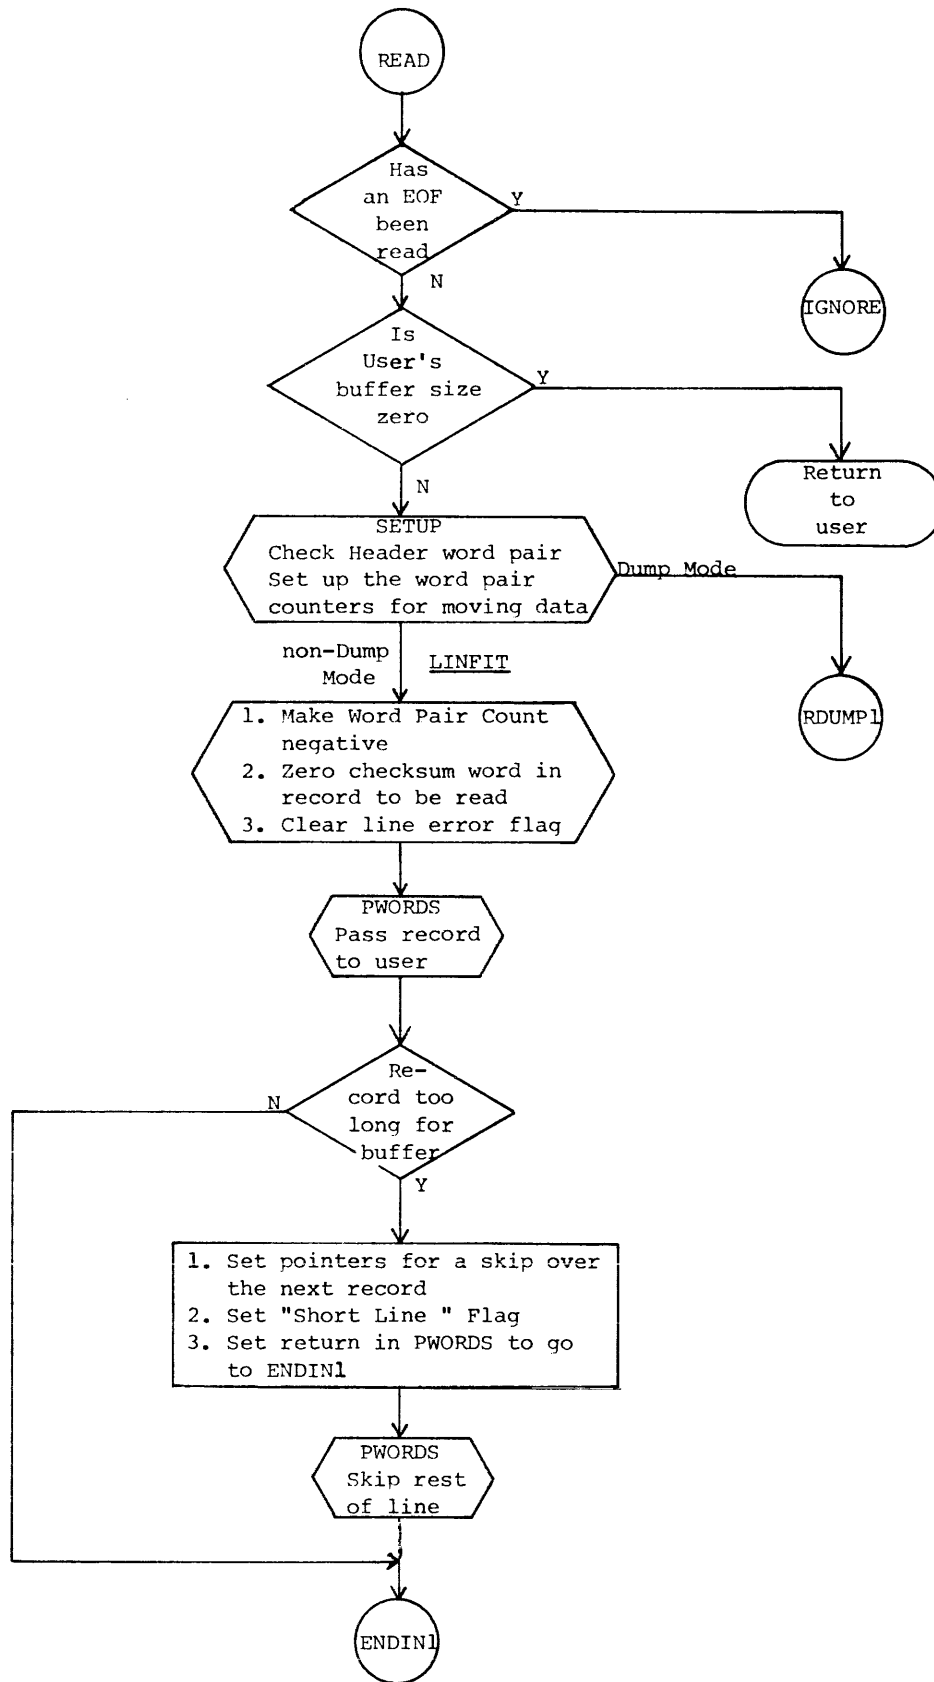 READ
Has
an EOF
been
read
Y
N
IGNORE
Is
User's
buffer size
zero
Y
N
Return
to
user
SETUP
Check Header word pair
Set up the word pair
counters for moving data
Dump Mode
non-Dump
Mode
LINFIT
RDUMP1
1. Make Word Pair Count
negative
2. Zero checksum word in
record to be read
3. Clear line error flag
PWORDS
Pass record
to user
Re-
cord too
long for
buffer
N
Y
1. Set pointers for a skip over
the next record
2. Set "Short Line " Flag
3. Set return in PWORDS to go
to ENDIN1
PWORDS
Skip rest
of line
ENDIN1